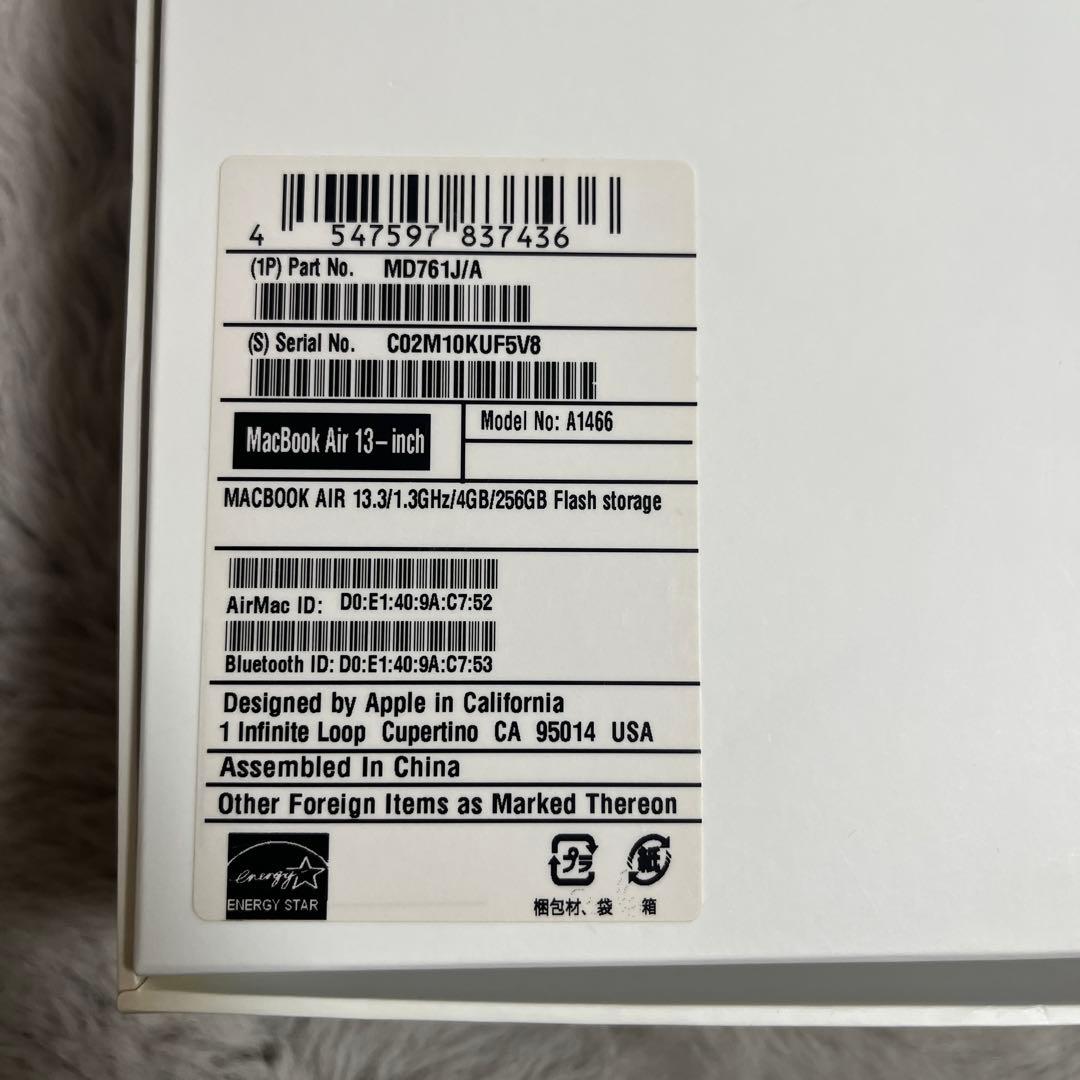 4 547597 837436
(1P) Part No. MD761J/A
(S) Serial No. C02M10KUF5V8
MacBook Air 13-inch
Model No: A1466
MACBOOK AIR 13.3/1.3GHz/4GB/256GB Flash storage
AirMac ID: D0:E1:40:9A:C7:52
Bluetooth ID: D0:E1:40:9A:C7:53
Designed by Apple in California
1 Infinite Loop Cupertino CA 95014 USA
Assembled In China
Other Foreign Items as Marked Thereon
energy
ENERGY STAR
プラ
紙
梱包材、袋
箱